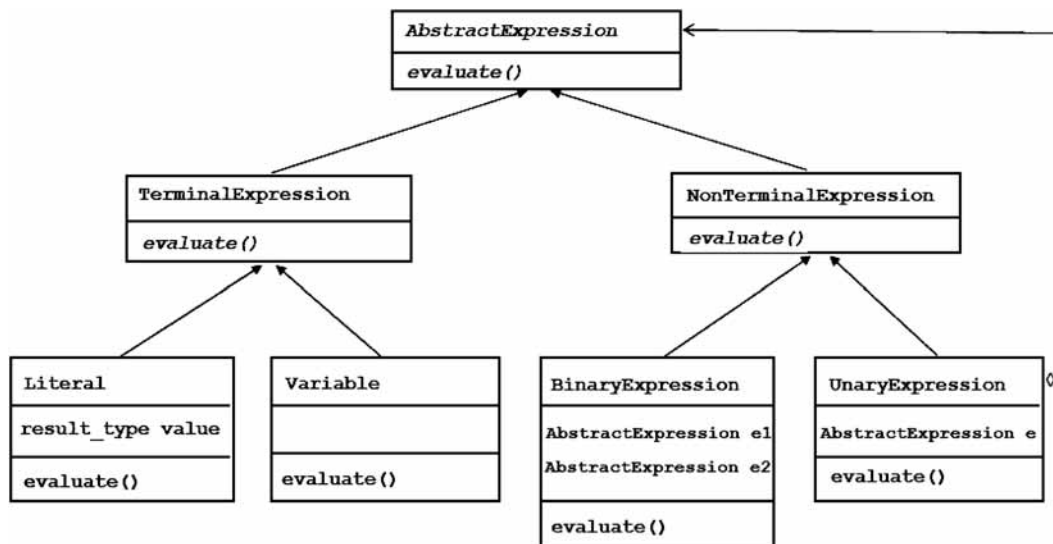 AbstractExpression
evaluate()
TerminalExpression
evaluate()
NonTerminalExpression
evaluate()
Literal
result_type value
evaluate()
Variable
evaluate()
BinaryExpression
AbstractExpression e1
AbstractExpression e2
evaluate()
UnaryExpression
AbstractExpression e
evaluate()